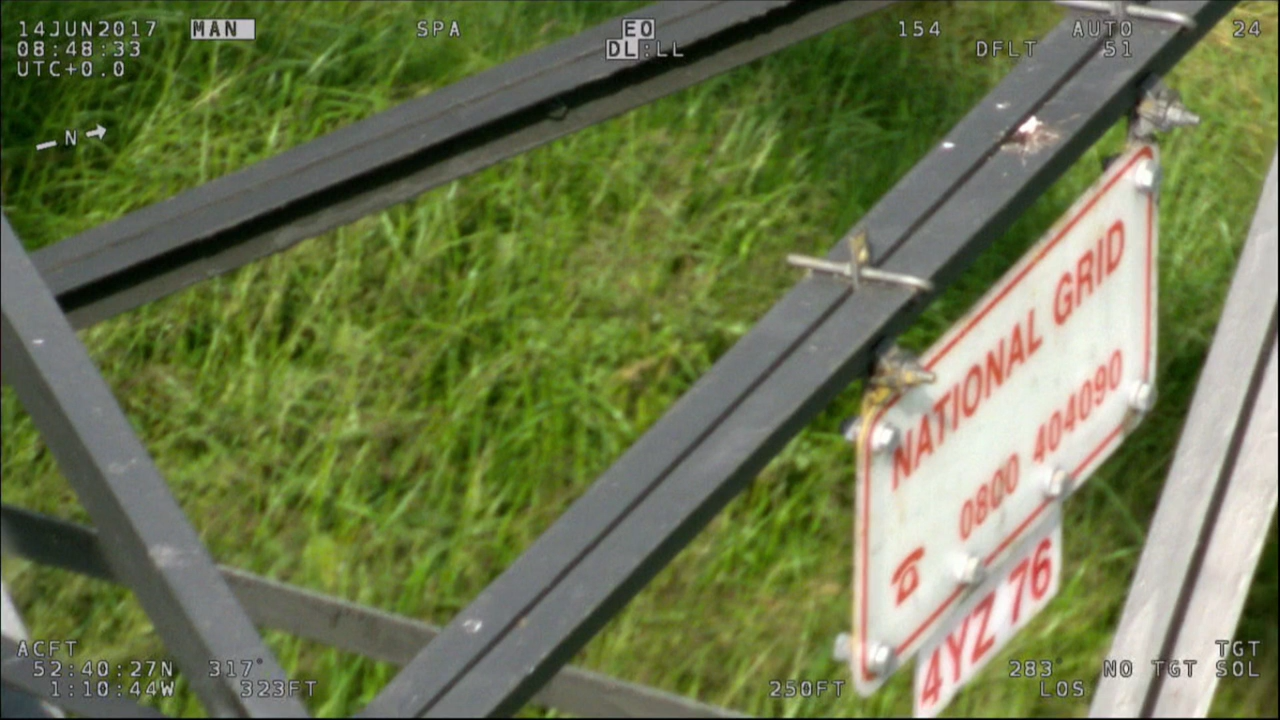 14JUN2017 MAN SPA EO 154 AUTO 24
08:48:33 DL:LL DFLT 51
UTC+0.0
N
NATIONAL GRID
0800 404090
4YZ 76
ACFT TGT
52:40:27N 317° 283 NO TGT SOL
1:10:44W 323FT 250FT LOS